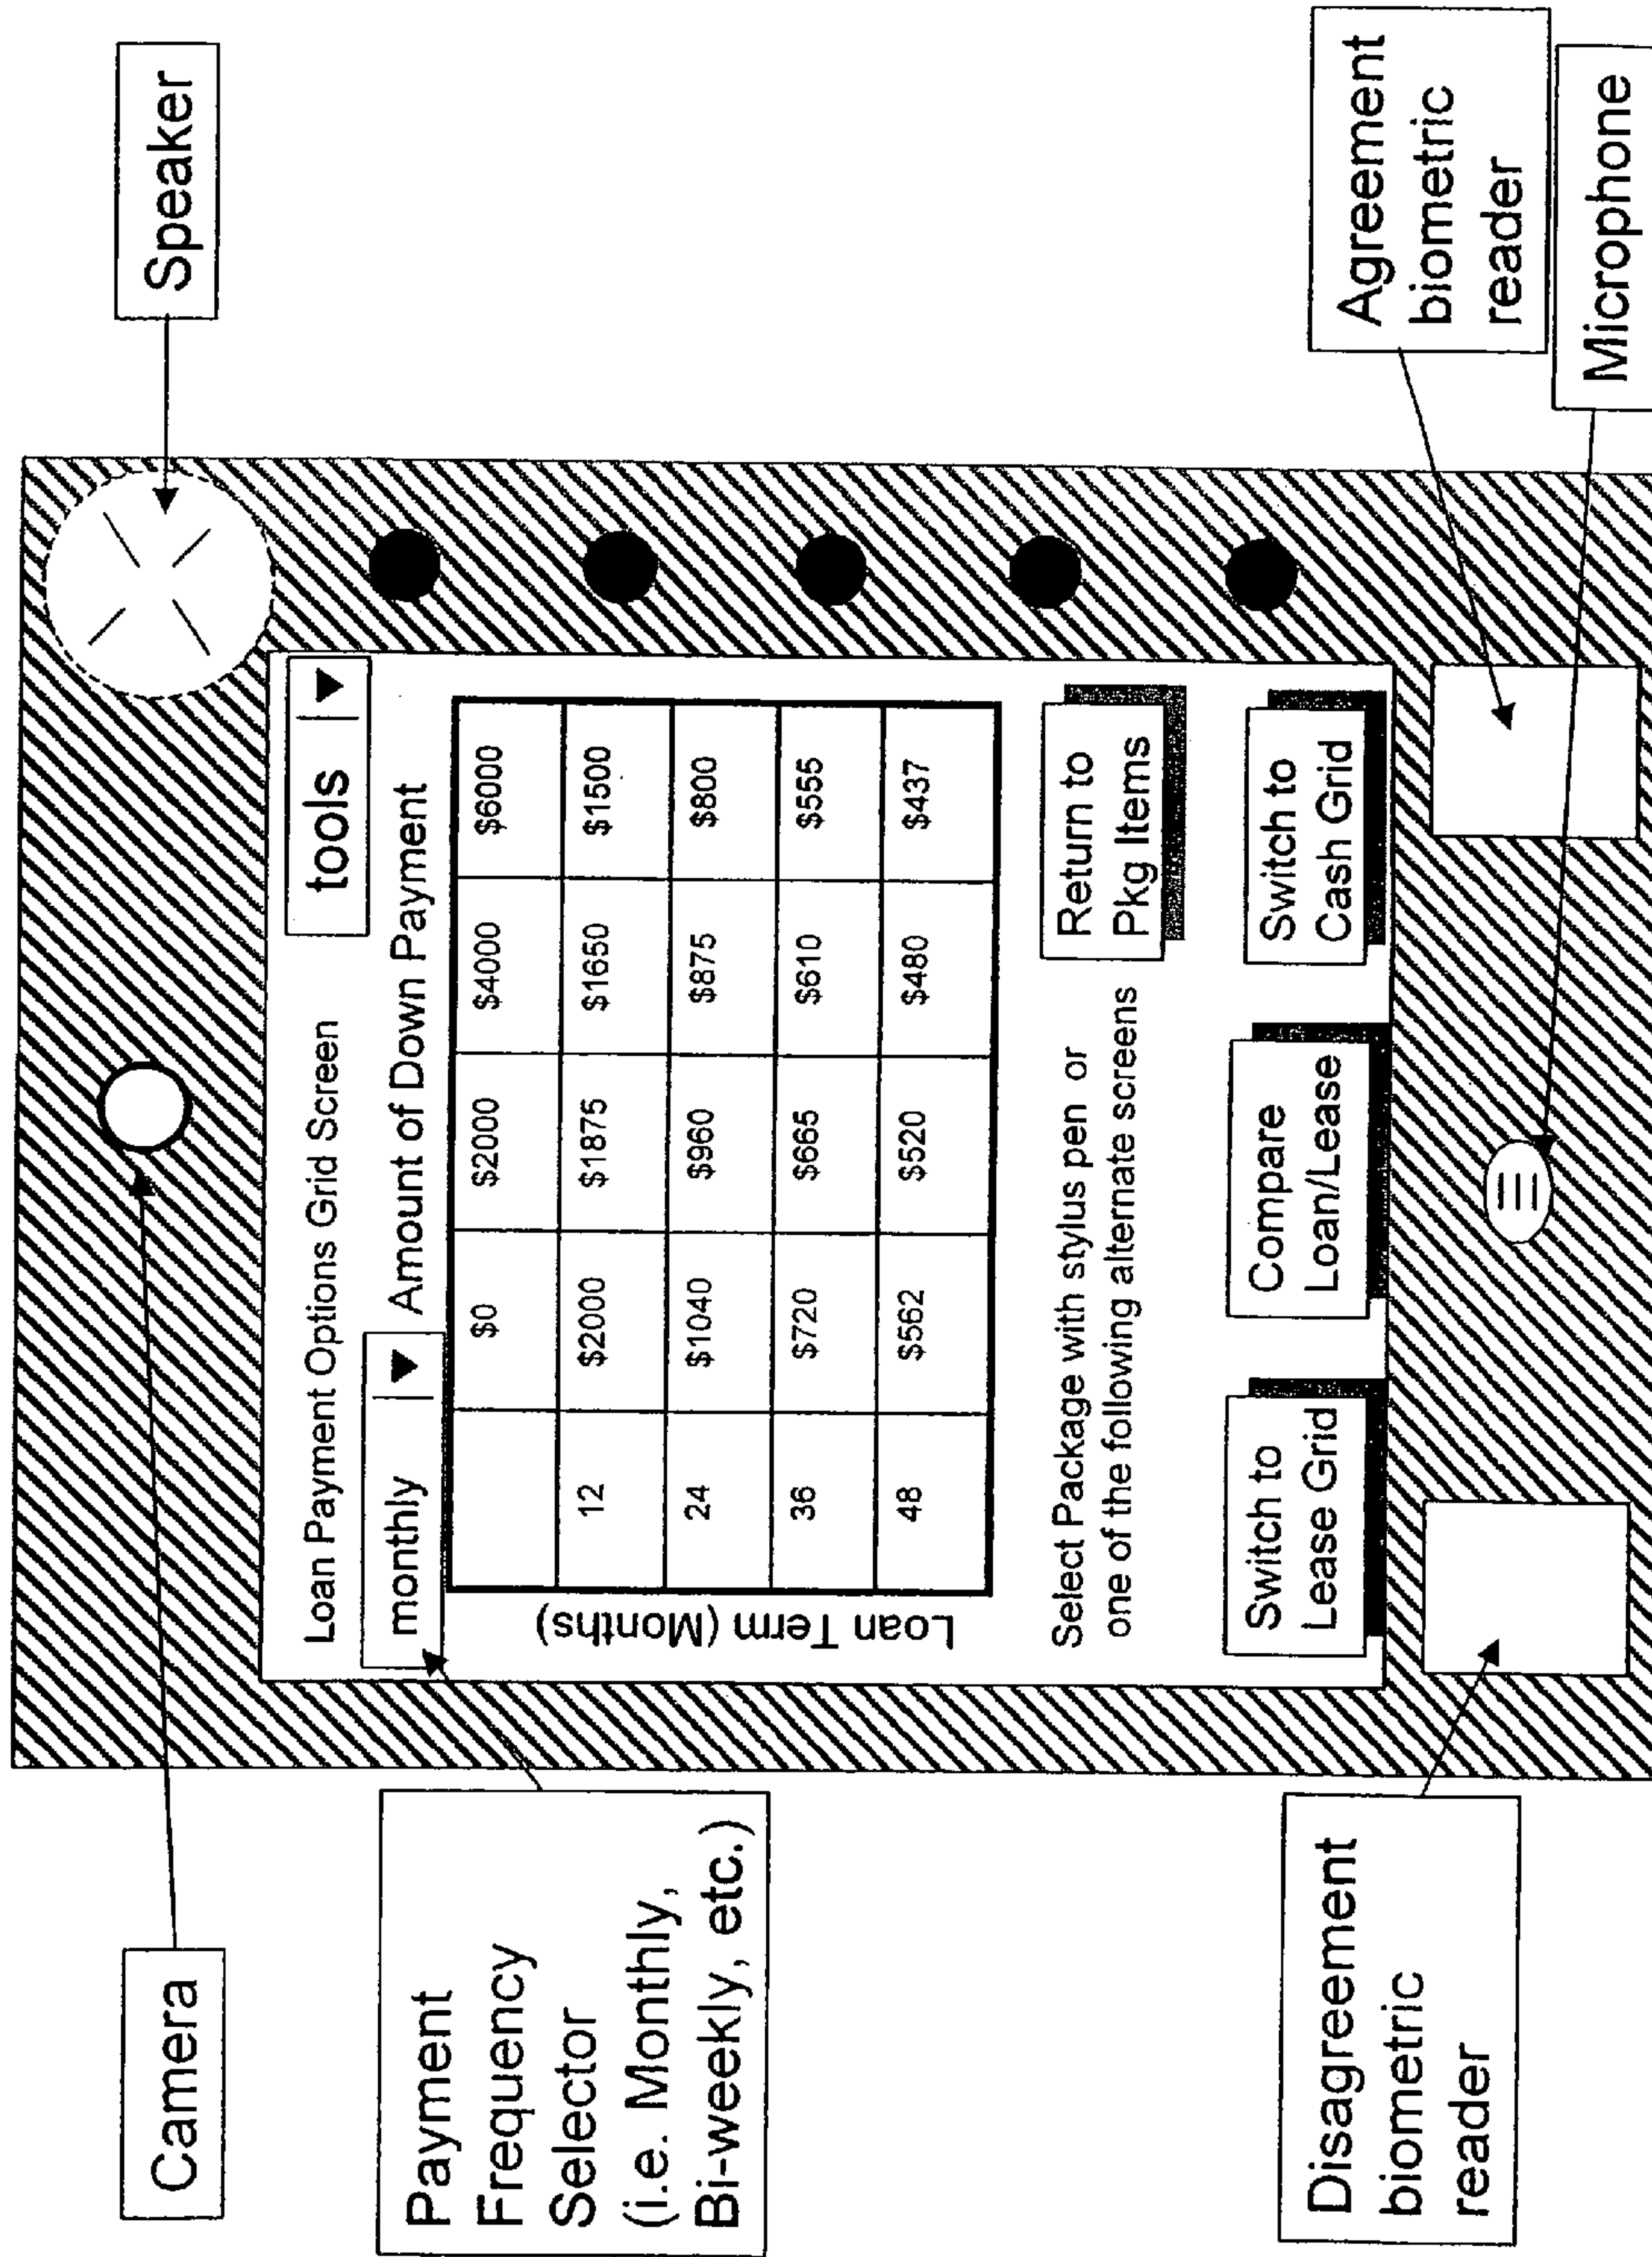 Camera
Speaker
Loan Payment Options Grid Screen
tools
monthly
Amount of Down Payment
Payment
Frequency
Selector
(i.e. Monthly,
Bi-weekly, etc.)
Loan Term (Months)
$0 $2000 $4000 $6000
12 $2000 $1875 $1650 $1500
24 $1040 $960 $875 $800
36 $720 $665 $610 $555
48 $562 $520 $480 $437
Select Package with stylus pen or
one of the following alternate screens
Return to
Pkg Items
Switch to
Lease Grid
Compare
Loan/Lease
Switch to
Cash Grid
Disagreement
biometric
reader
Agreement
biometric
reader
Microphone